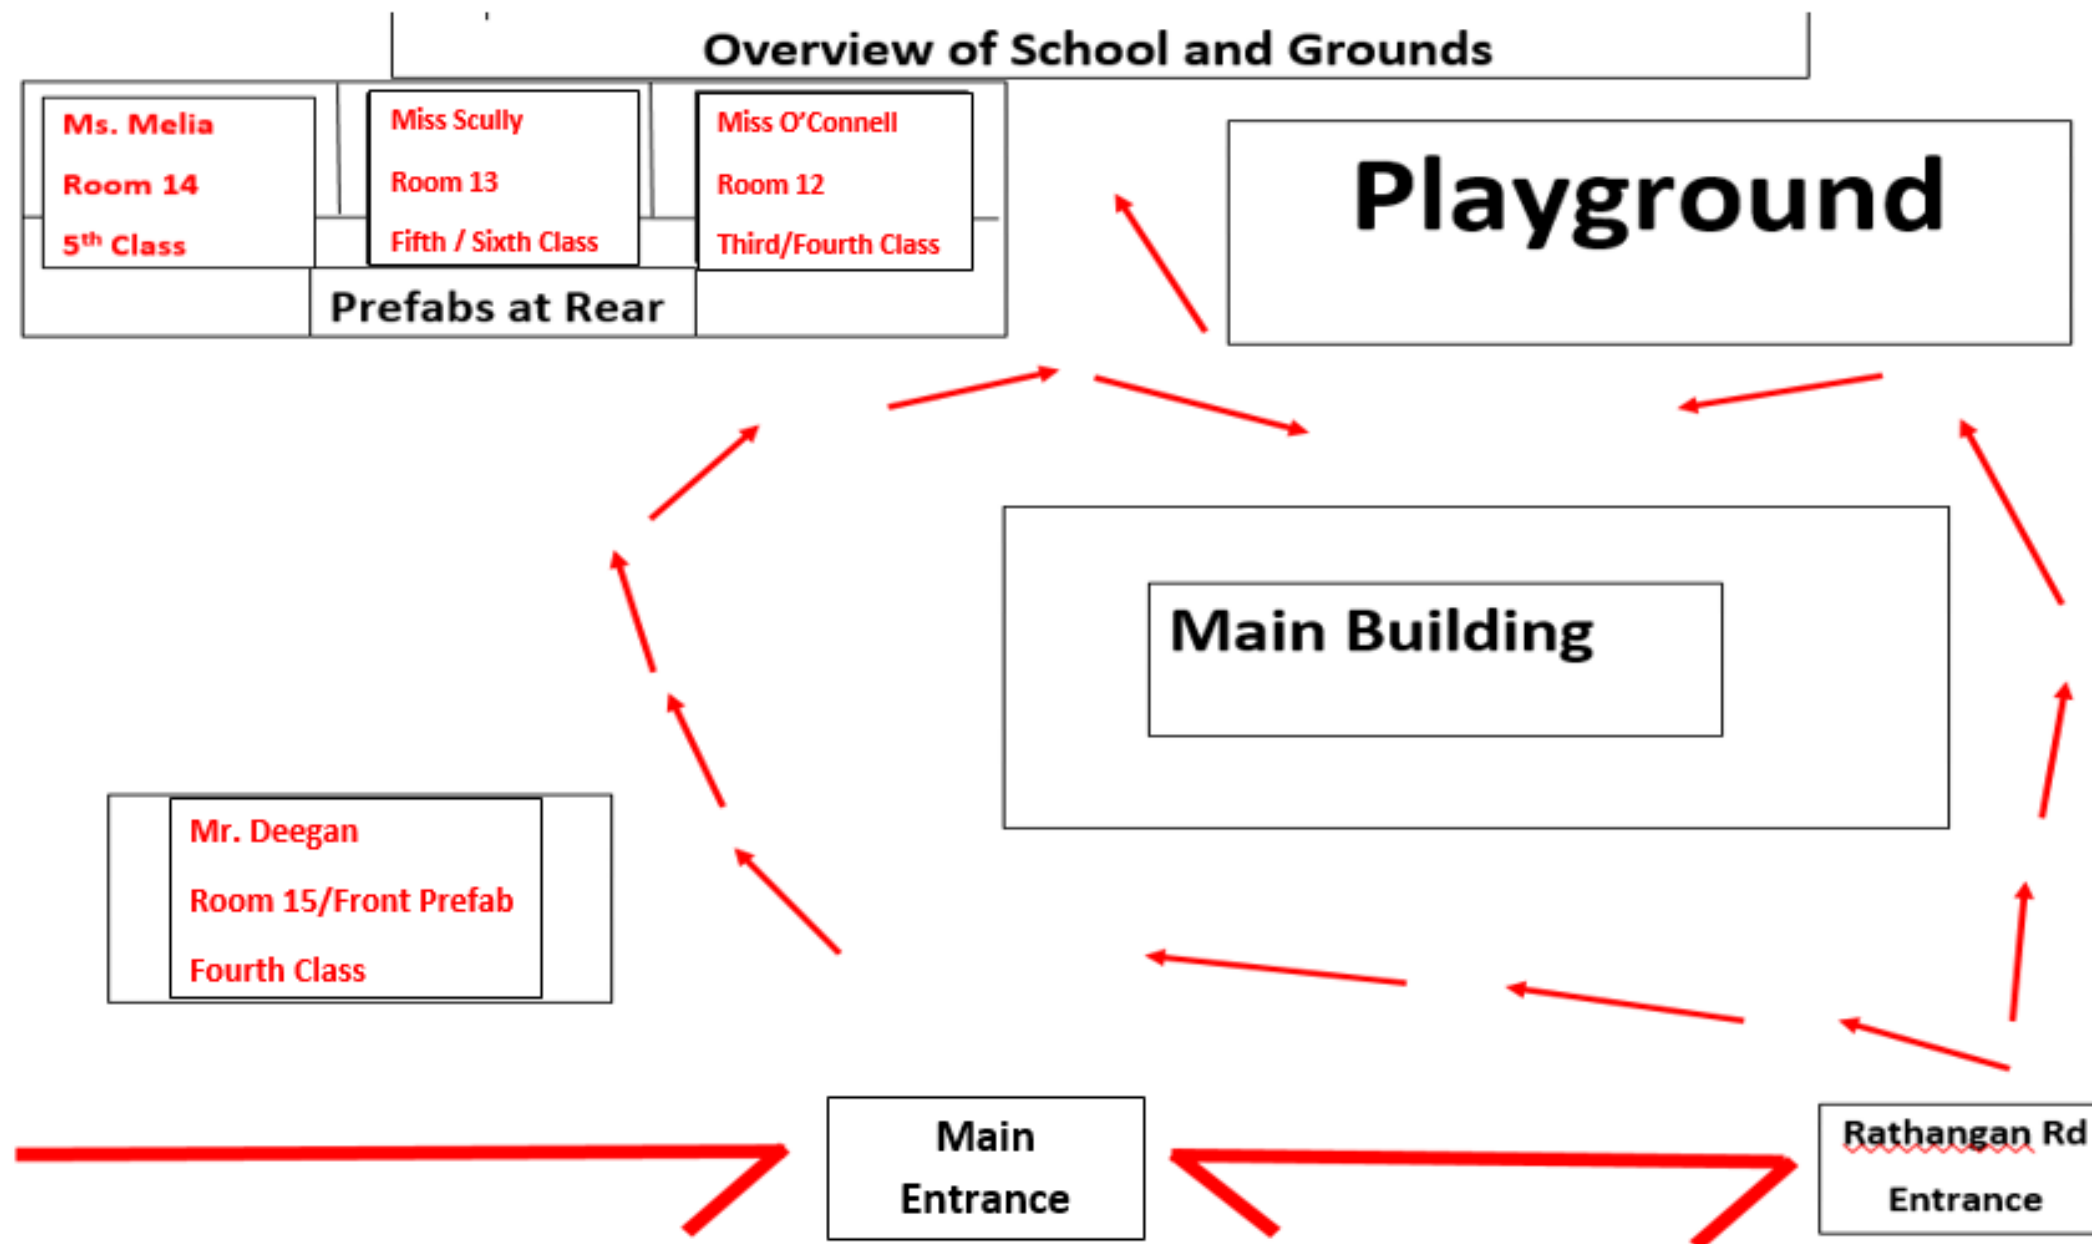 Overview of School and Grounds
Ms. Melia
Room 14
5th Class
Miss Scully
Room 13
Fifth / Sixth Class
Miss O’Connell
Room 12
Third/Fourth Class
Prefabs at Rear
Playground
Main Building
Mr. Deegan
Room 15/Front Prefab
Fourth Class
Main
Entrance
Rathangan Rd
Entrance